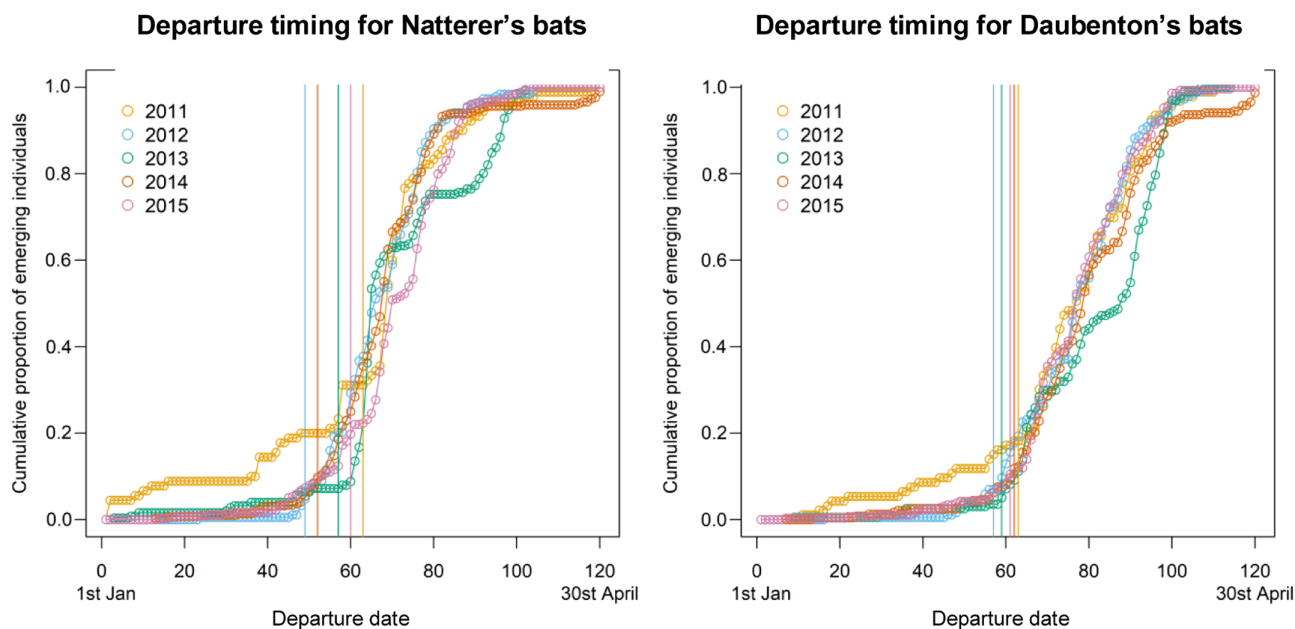 Departure timing for Natterer's bats
Cumulative proportion of emerging individuals
1.0
0.8
0.6
0.4
0.2
0.0
2011
2012
2013
2014
2015
0 20 40 60 80 100 120
1st Jan 30st April
Departure date
Departure timing for Daubenton's bats
Cumulative proportion of emerging individuals
1.0
0.8
0.6
0.4
0.2
0.0
2011
2012
2013
2014
2015
0 20 40 60 80 100 120
1st Jan 30st April
Departure date